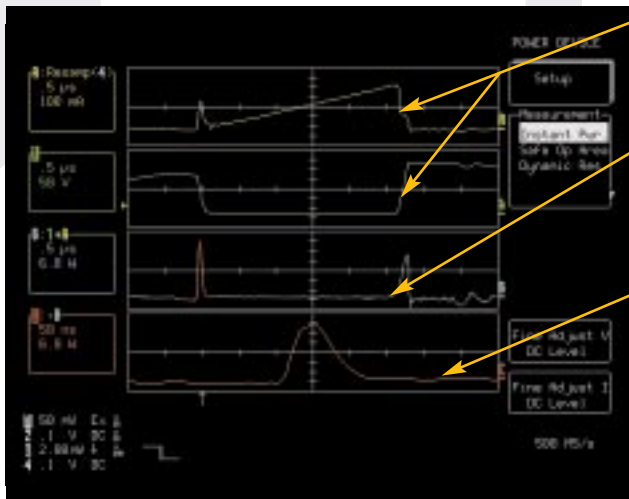 POWER DEVICE
Setup
Measurement
Instant Pwr
Safe Op Area
Dynamic Res
:Resamp(4)
.5 µs
100 mA
.5 µs
50 V
.5 µs
6.0 W
50 ns
6.0 W
Fine Adjust V
DC Level
Fine Adjust I
DC Level
50 mV
.1 V DC
.1 V DC
500 MS/s